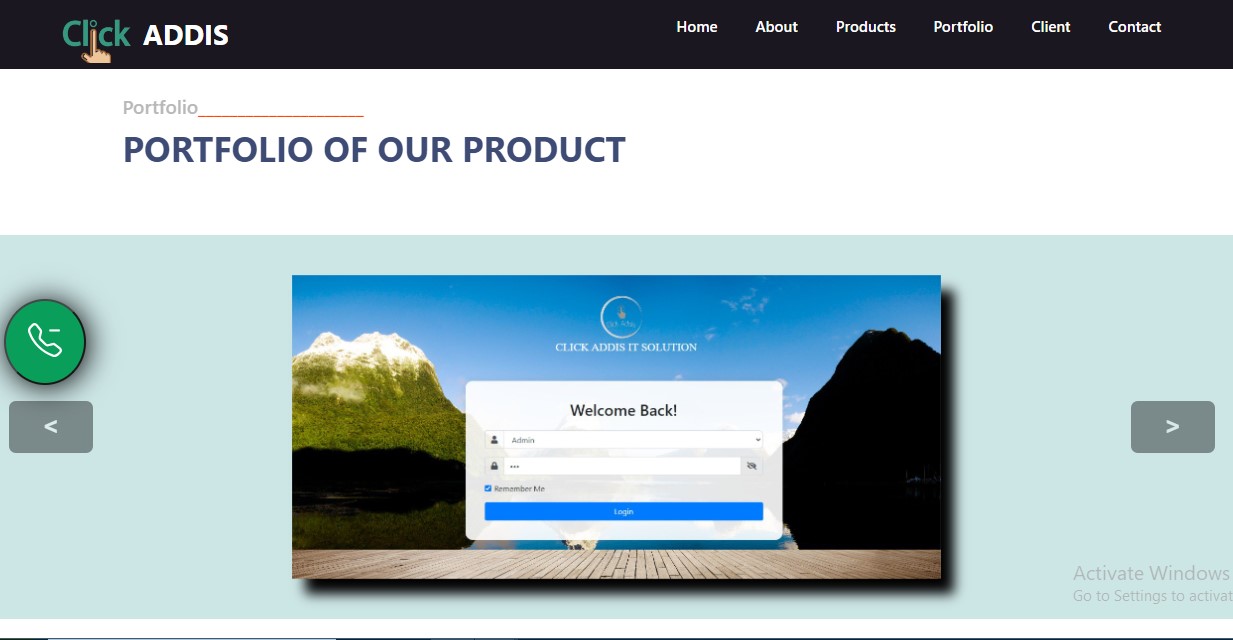 Click ADDIS
Home About Products Portfolio Client Contact
Portfolio
PORTFOLIO OF OUR PRODUCT
CLICK ADDIS IT SOLUTION
Welcome Back!
Admin
Remember Me
Login
<
>
Activate Windows
Go to Settings to activat